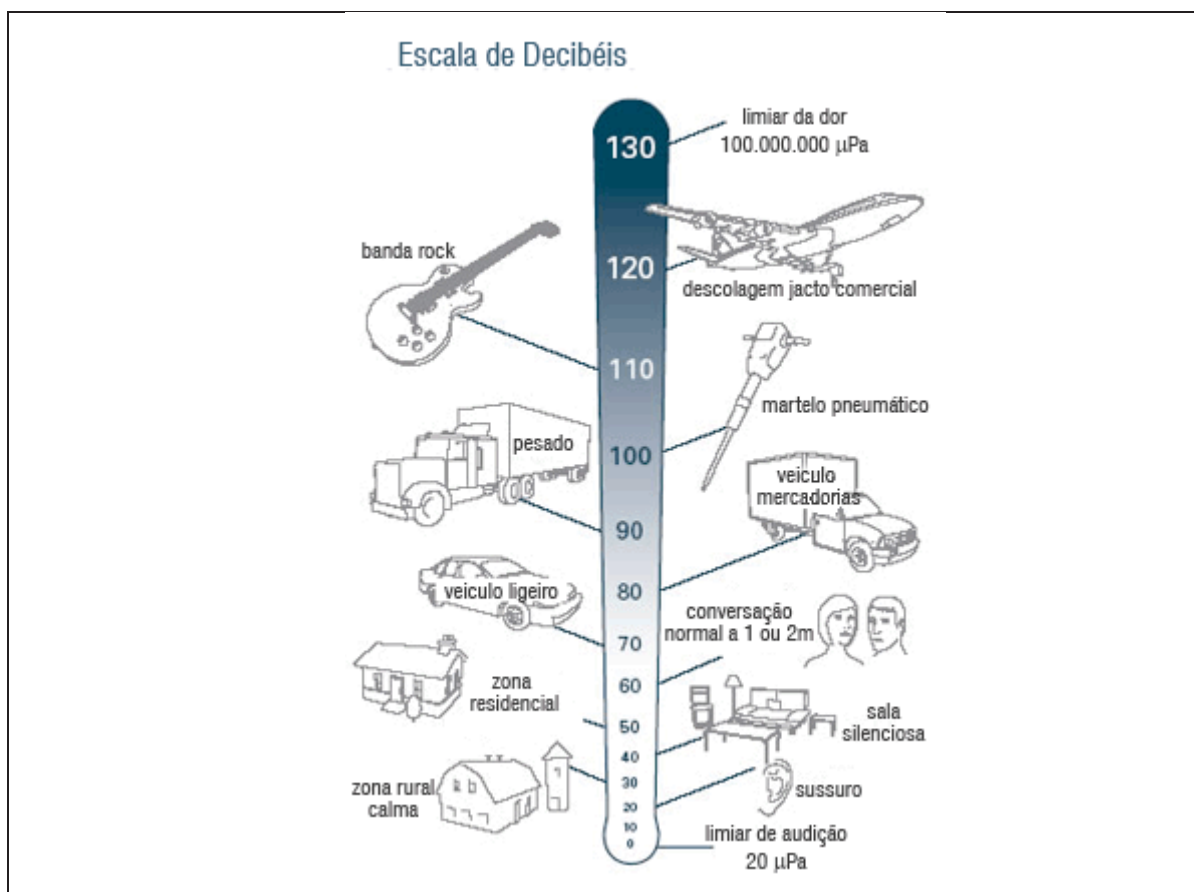 Escala de Decibéis
limiar da dor
100.000.000 µPa
130
banda rock
120
descolagem jacto comercial
110
martelo pneumático
pesado
100
veiculo
mercadorias
90
veiculo ligeiro
80
conversação
normal a 1 ou 2m
70
zona
residencial
60
sala
silenciosa
50
40
zona rural
calma
30
sussuro
20
10
limiar de audição
20 µPa
0